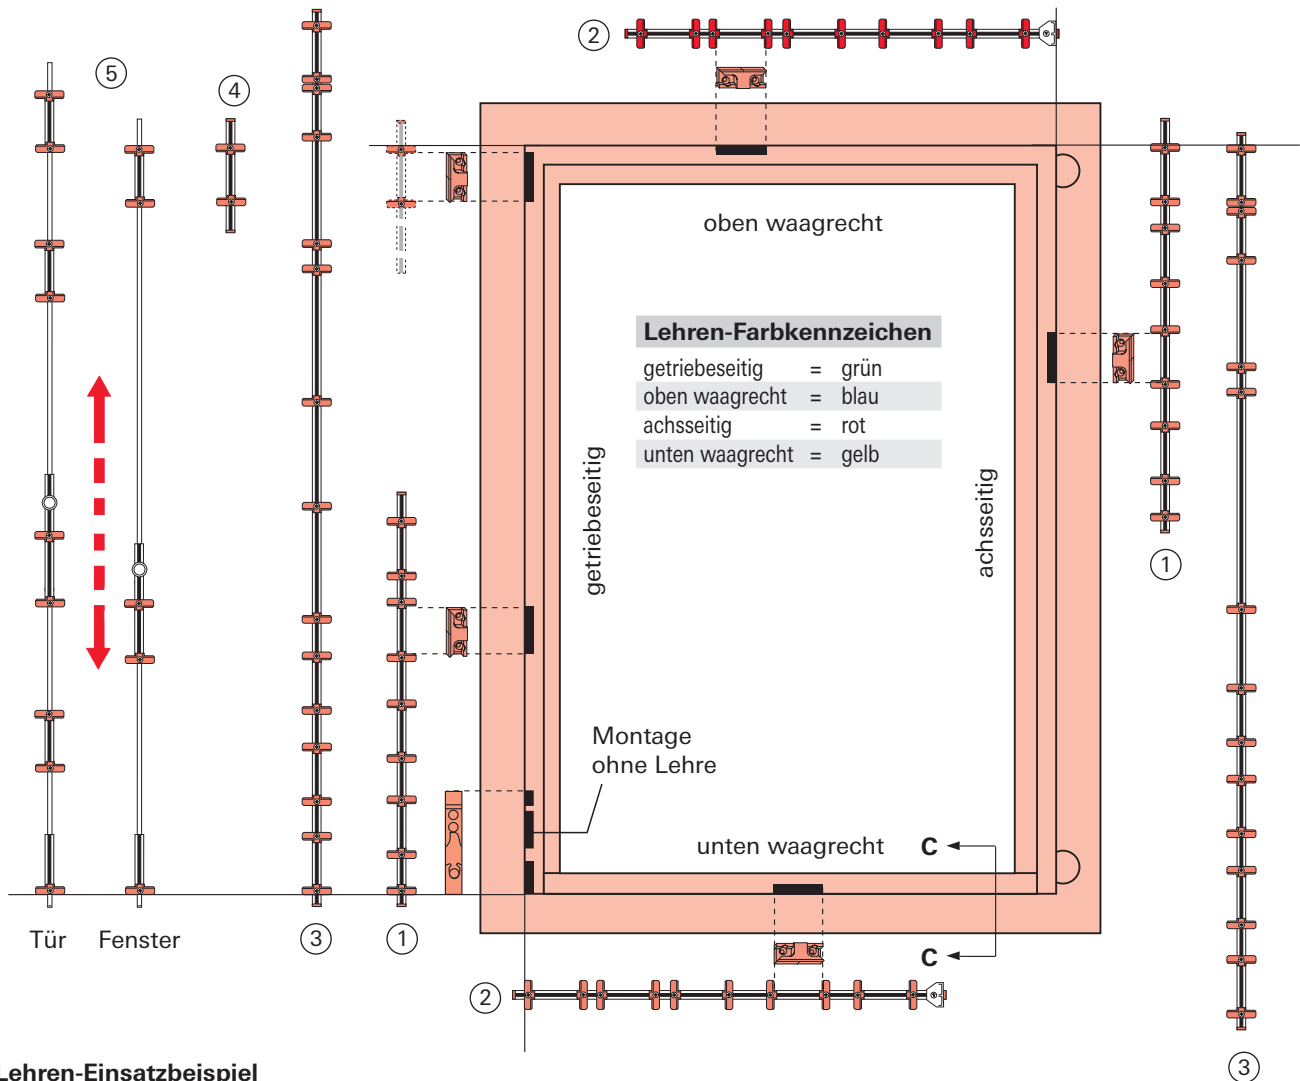 ②
⑤
④
oben waagrecht
Lehren-Farbkennzeichen
getriebeseitig = grün
oben waagrecht = blau
achsseitig = rot
unten waagrecht = gelb
getriebeseitig
achsseitig
①
Montage
ohne Lehre
unten waagrecht
C
C
Tür
Fenster
③
①
②
③
Lehren-Einsatzbeispiel